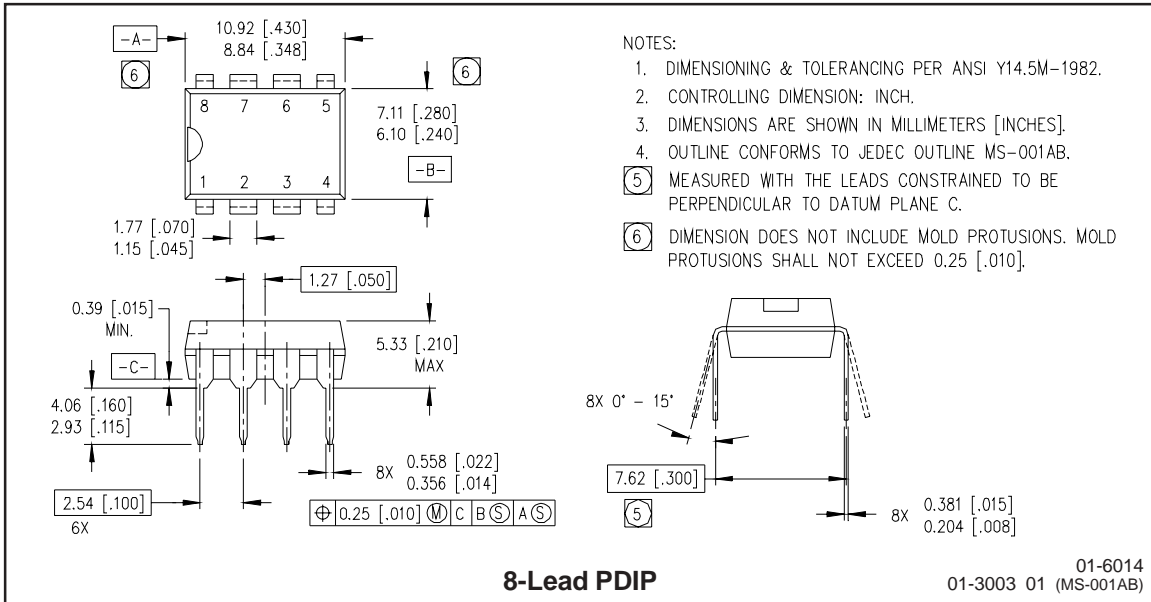 10.92 [.430]
8.84 [.348]
-A-
6
6
8 7 6 5
1 2 3 4
7.11 [.280]
6.10 [.240]
-B-
1.77 [.070]
1.15 [.045]
NOTES:
1. DIMENSIONING & TOLERANCING PER ANSI Y14.5M-1982.
2. CONTROLLING DIMENSION: INCH.
3. DIMENSIONS ARE SHOWN IN MILLIMETERS [INCHES].
4. OUTLINE CONFORMS TO JEDEC OUTLINE MS-001AB.
5 MEASURED WITH THE LEADS CONSTRAINED TO BE
PERPENDICULAR TO DATUM PLANE C.
6 DIMENSION DOES NOT INCLUDE MOLD PROTUSIONS. MOLD
PROTUSIONS SHALL NOT EXCEED 0.25 [.010].
1.27 [.050]
0.39 [.015]
MIN.
-C-
5.33 [.210]
MAX
4.06 [.160]
2.93 [.115]
2.54 [.100]
6X
8X 0.558 [.022]
0.356 [.014]
⌖ 0.25 [.010] Ⓜ C B Ⓢ A Ⓢ
8X 0° - 15°
7.62 [.300]
5
8X 0.381 [.015]
0.204 [.008]
8-Lead PDIP
01-6014
01-3003 01 (MS-001AB)